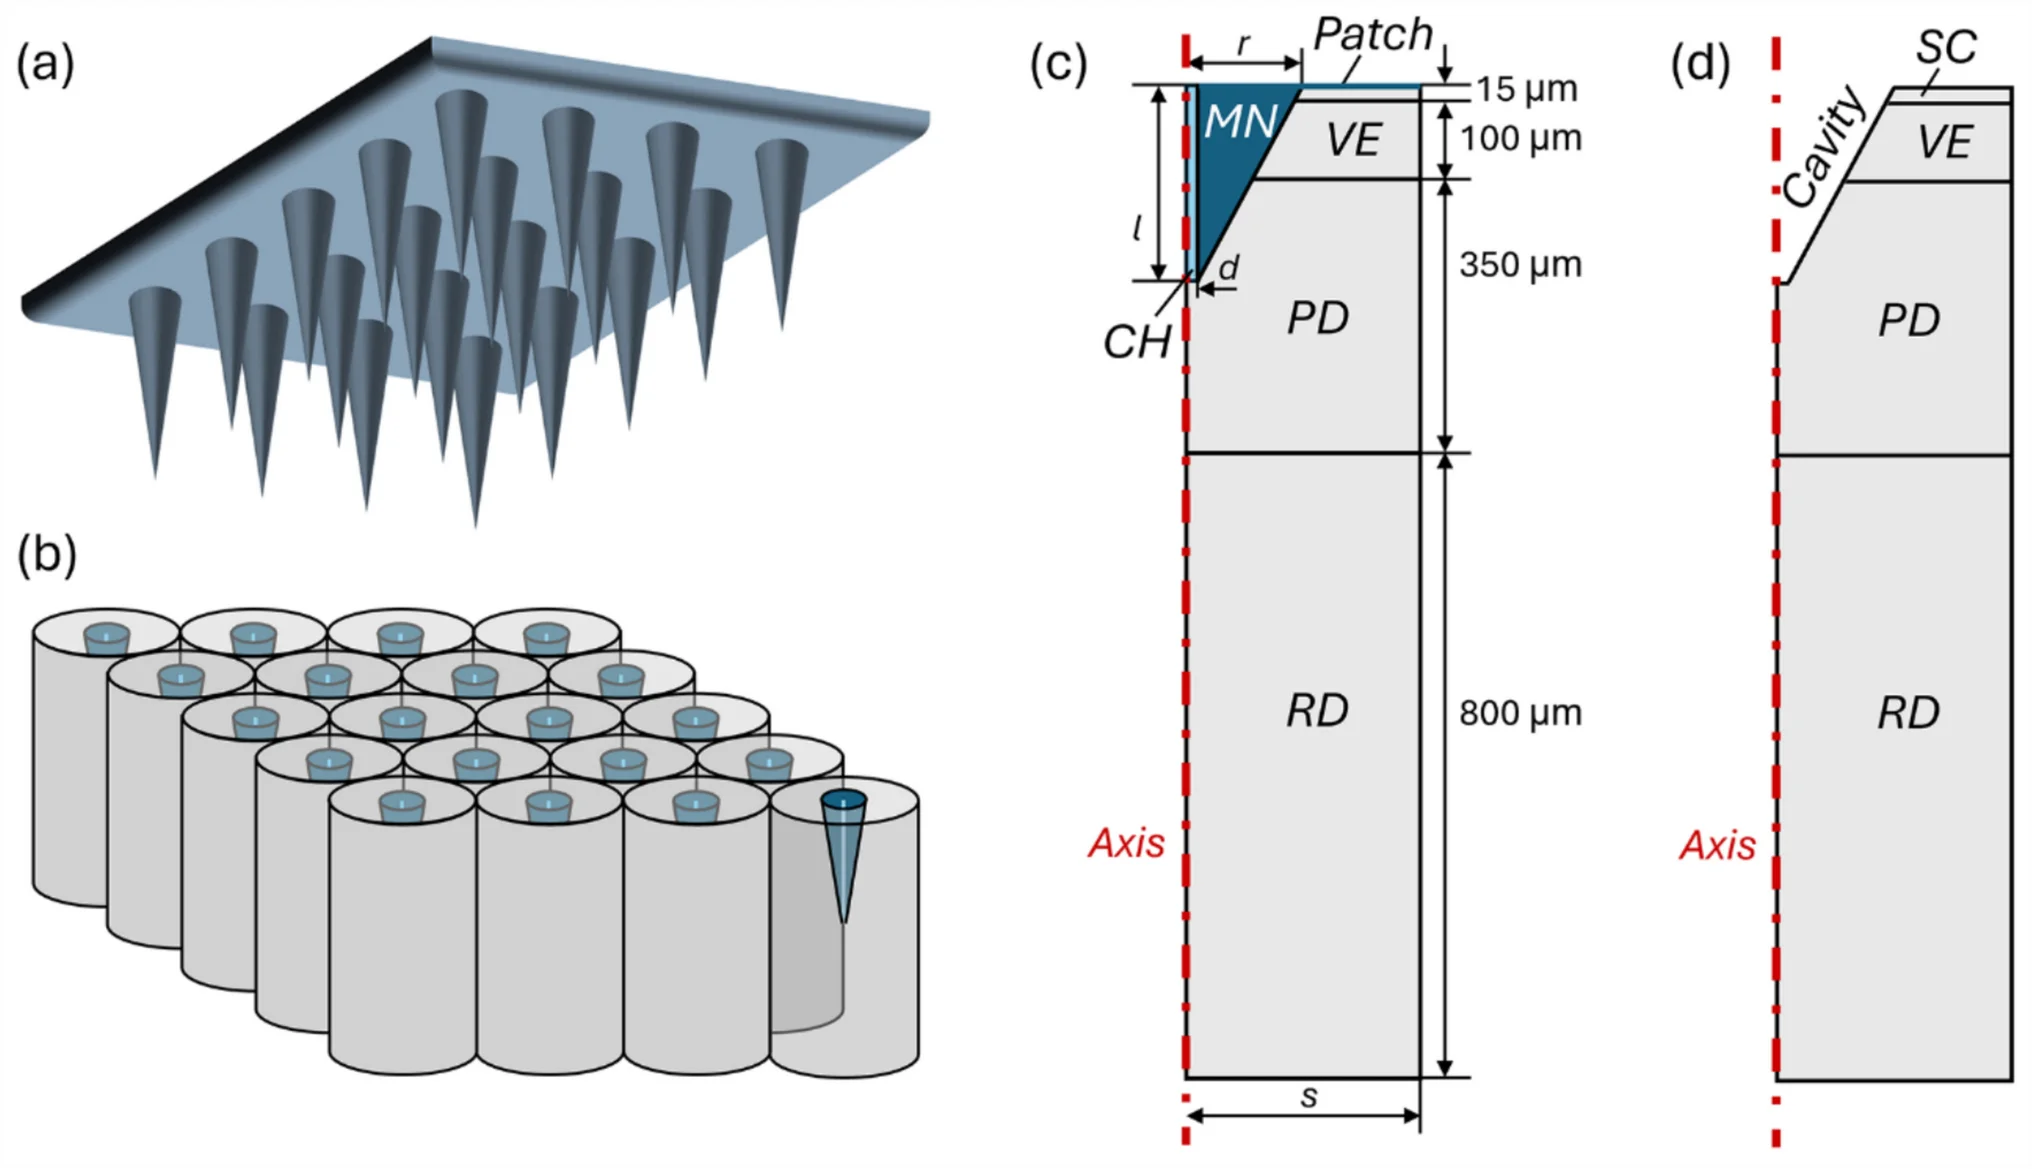 (a)
(b)
(c)
r
Patch
15 μm
MN
VE
100 μm
l
d
350 μm
CH
PD
RD
800 μm
Axis
s
(d)
SC
Cavity
VE
PD
RD
Axis